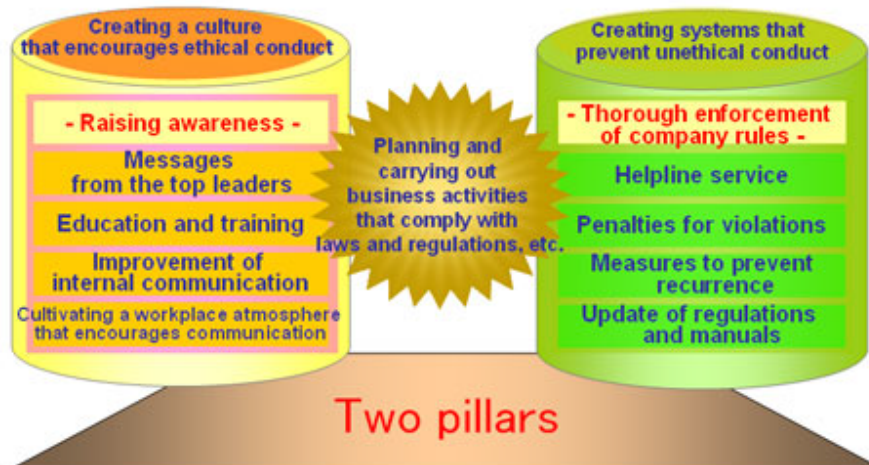 Creating a culture
that encourages ethical conduct
- Raising awareness -
Messages
from the top leaders
Education and training
Improvement of
internal communication
Cultivating a workplace atmosphere
that encourages communication
Planning and
carrying out
business activities
that comply with
laws and regulations, etc.
Creating systems that
prevent unethical conduct
- Thorough enforcement
of company rules -
Helpline service
Penalties for violations
Measures to prevent
recurrence
Update of regulations
and manuals
Two pillars